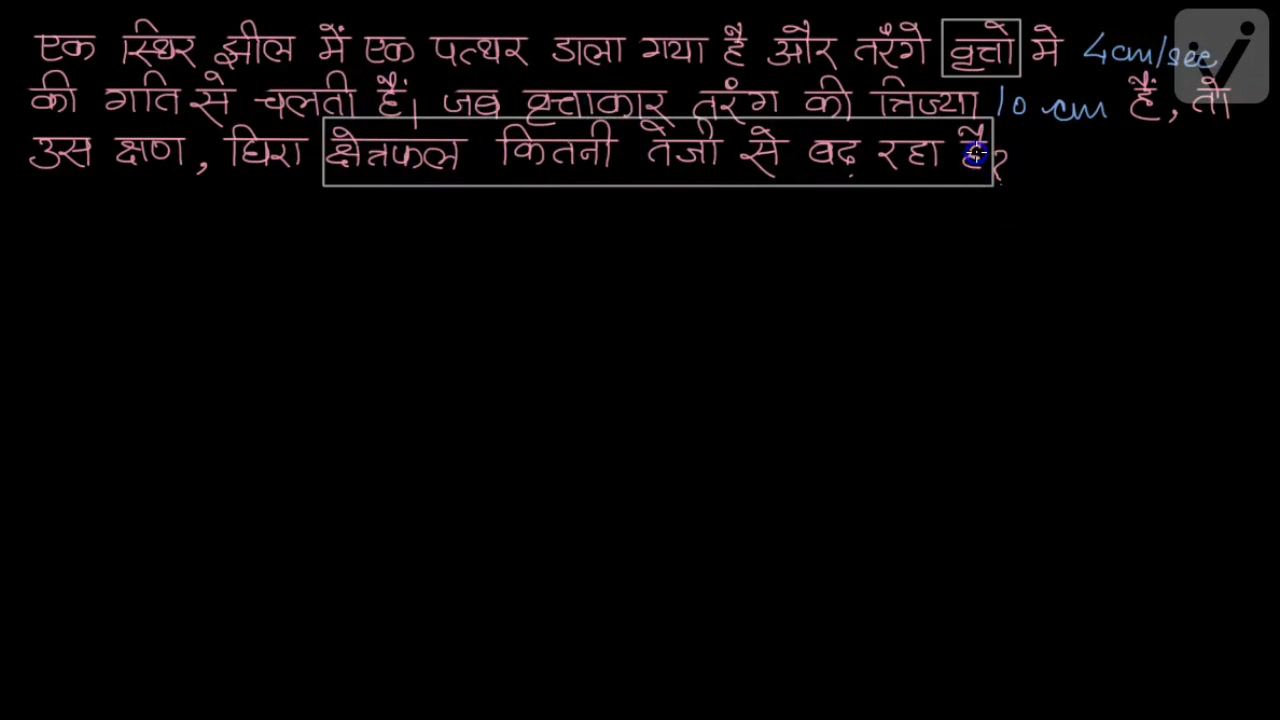 एक स्थिर झील में एक पत्थर डाला गया है और तरंगे वृत्तो मे 4cm/sec
की गति से चलती हैं। जब वृत्ताकार तरंग की त्रिज्या 10 cm हैं, तो
उस क्षण, घिरा क्षेत्रफल कितनी तेजी से बढ़ रहा है?